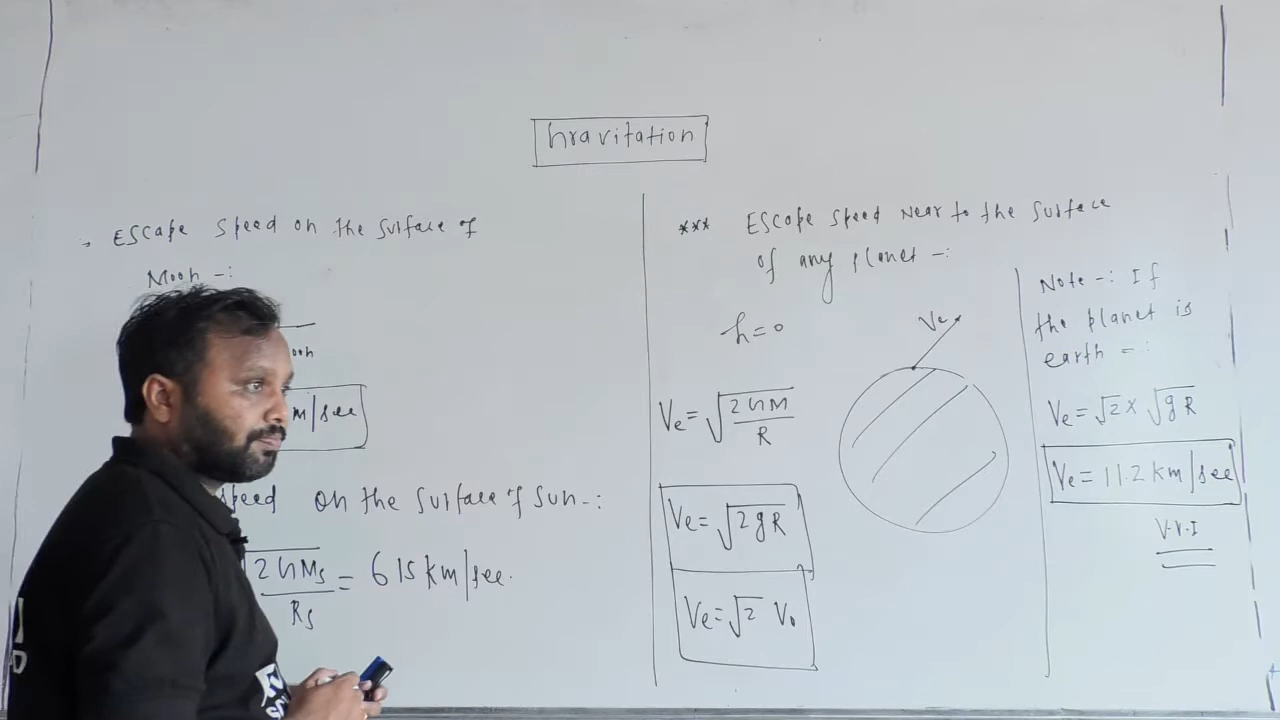 Gravitation
Escape speed on the surface of
Moon -:
oon
m/sec
speed on the surface of sun -:
2GMs / Rs = 615 km/sec.
*** Escape speed near to the surface
of any planet -:
h=0
Ve
Ve = √(2GM / R)
Ve = √2gR
Ve = √2 Vo
Note -: If
the planet is
earth -:
Ve = √2 x √gR
Ve = 11.2 km/sec
V.V.I